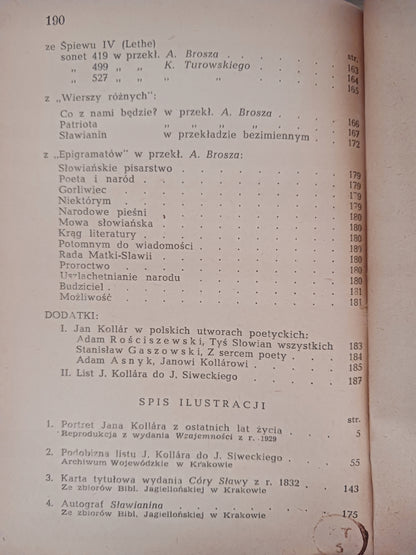 190
ze Śpiewu IV (Lethe) str.
sonet 419 w przekł. A. Brosza . . . . . . 163
„ 499 „ „ K. Turowskiego . . . . . 164
„ 527 „ „ „ . . . . . 165
z „Wierszy różnych":
Co z nami będzie? w przekł. A. Brosza . . . . . 166
Patriota „ „ „ „ . . . . . 167
Sławianin w przekładzie bezimiennym . . . 172
z „Epigramatów" w przekł. A. Brosza:
Słowiańskie pisarstwo . . . . . . . 179
Poeta i naród . . . . . . . . 179
Gorliwiec . . . . . . . . 179
Niektórym . . . . . . . . 179
Narodowe pieśni . . . . . . . 180
Mowa słowiańska . . . . . . . 180
Krąg literatury . . . . . . . 180
Potomnym do wiadomości . . . . . . 180
Rada Matki-Sławii . . . . . . . 180
Proroctwo . . . . . . . . 180
Uszlachetnianie narodu . . . . . . 180
Budziciel . . . . . . . . 181
Możliwość . . . . . . . . 181
DODATKI:
I. Jan Kollár w polskich utworach poetyckich:
Adam Rościszewski, Tyś Słowian wszystkich 183
Stanisław Gaszowski, Z sercem poety . . . 184
Adam Asnyk, Janowi Kollárowi . . . . 185
II. List J. Kollára do J. Siweckiego . . . . . 187
SPIS ILUSTRACJI
str.
1. Portret Jana Kollára z ostatnich lat życia . . . 5
Reprodukcja z wydania Wzajemności z r. 1929
2. Podobizna listu J. Kollára do J. Siweckiego . . . 55
Archiwum Wojewódzkie w Krakowie
3. Karta tytułowa wydania Córy Sławy z r. 1832 . . 143
Ze zbiorów Bibl. Jagiellońskiej w Krakowie
4. Autograf Sławianina . . . . . . . 175
Ze zbiorów Bibl. Jagiellońskiej w Krakowie